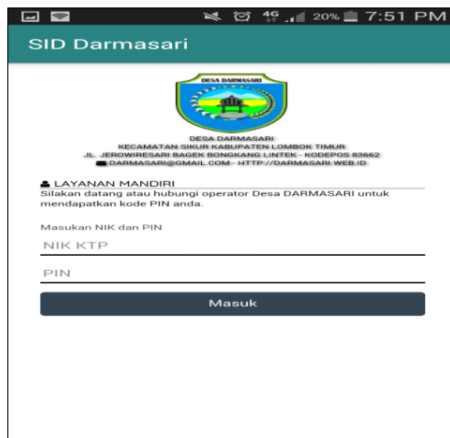 4G 20% 7:51 PM
SID Darmasari
DESA DARMASARI
DESA DARMASARI
KECAMATAN SIKUR KABUPATEN LOMBOK TIMUR
JL. JEROWIRESARI BAGEK BONGKANG LINTEK - KODEPOS 83662
DARMASARI@GMAIL.COM - HTTP://DARMASARI.WEB.ID
LAYANAN MANDIRI
Silakan datang atau hubungi operator Desa DARMASARI untuk
mendapatkan kode PIN anda.
Masukan NIK dan PIN
NIK KTP
PIN
Masuk